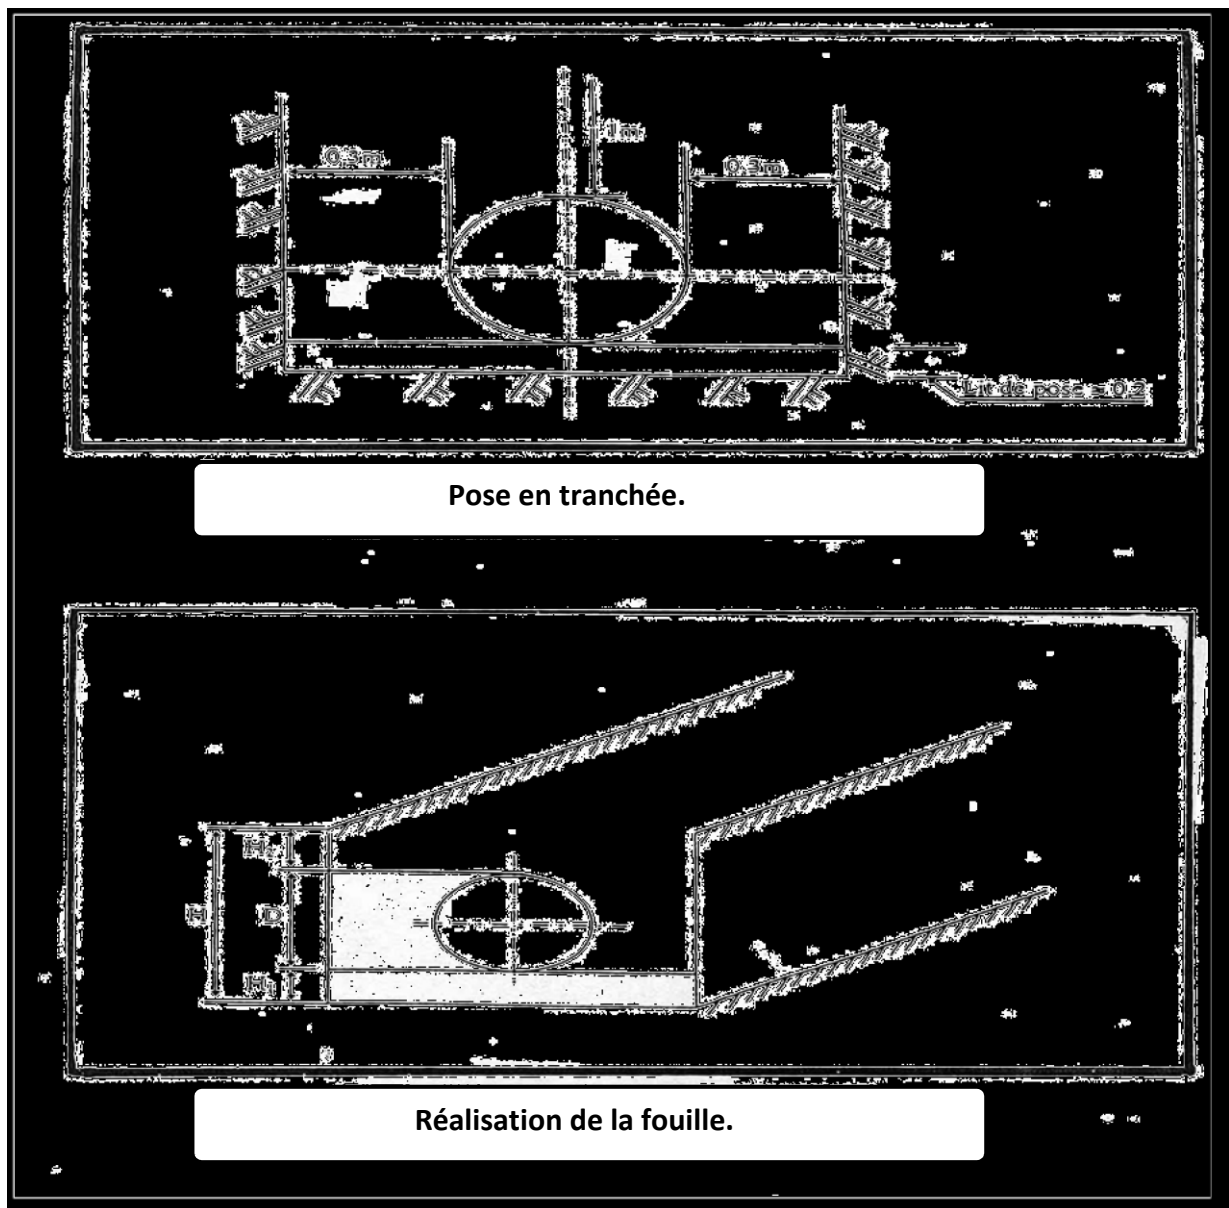 1m
0.3m
0.3m
Lit de pose = 0.2
Pose en tranchée.
H
H
D
H
Réalisation de la fouille.